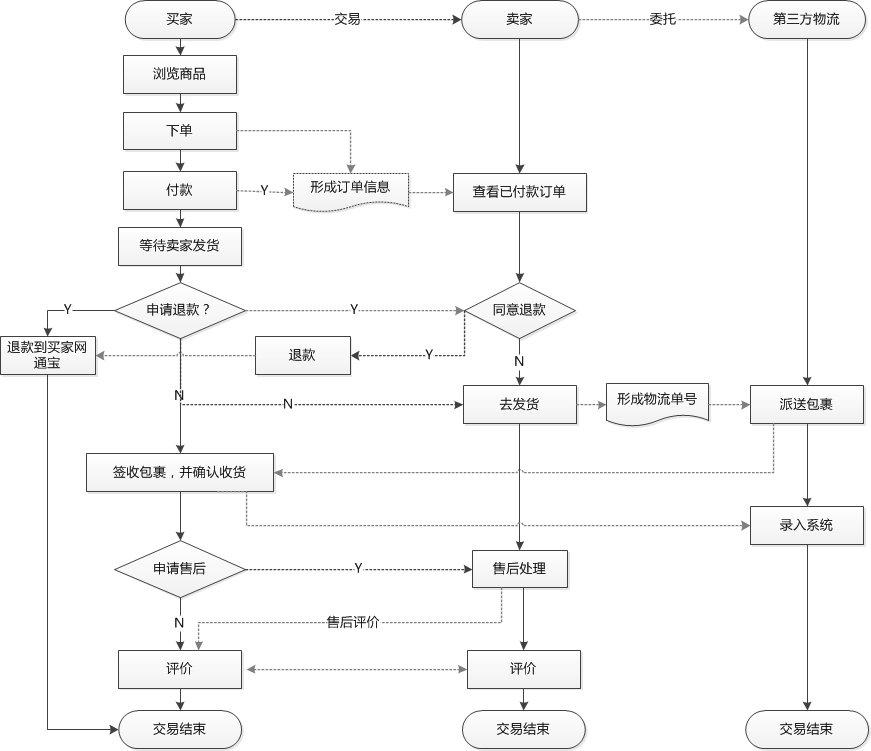 买家
交易
卖家
委托
第三方物流
浏览商品
下单
付款
Y
形成订单信息
查看已付款订单
等待卖家发货
Y
申请退款？
Y
同意退款
退款到买家网
通宝
退款
Y
N
N
N
去发货
形成物流单号
派送包裹
签收包裹，并确认收货
录入系统
申请售后
Y
售后处理
N
售后评价
评价
评价
交易结束
交易结束
交易结束